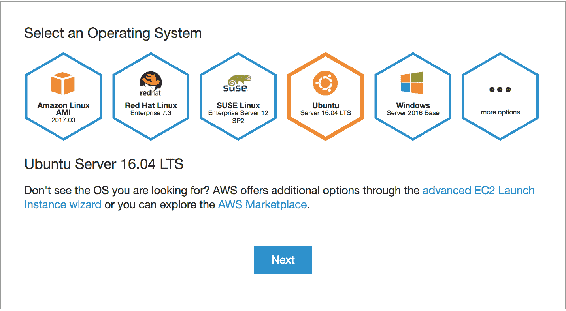 Select an Operating System
redhat
SUSE
Amazon Linux
AMI
2017.03
Red Hat Linux
Enterprise 7.3
SUSE Linux
Enterprise Server 12
SP2
Ubuntu
Server 16.04 LTS
Windows
Server 2016 Base
more options
Ubuntu Server 16.04 LTS
Don't see the OS you are looking for? AWS offers additional options through the advanced EC2 Launch
Instance wizard or you can explore the AWS Marketplace.
Next